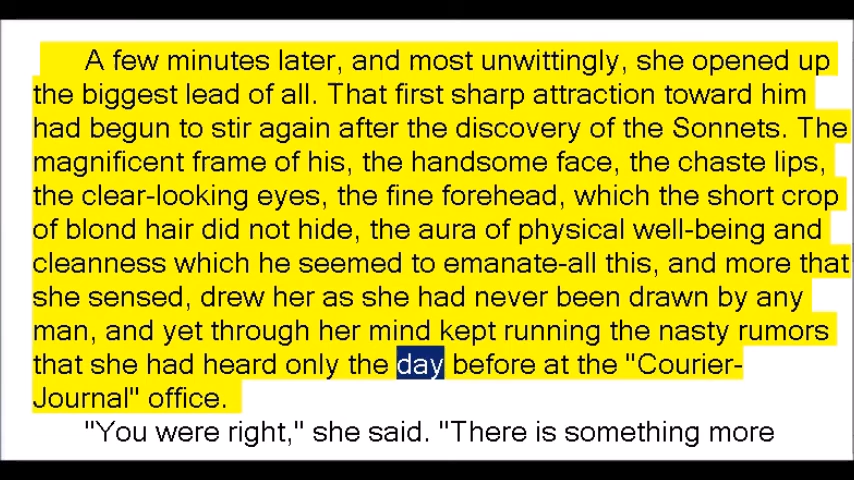 A few minutes later, and most unwittingly, she opened up
the biggest lead of all. That first sharp attraction toward him
had begun to stir again after the discovery of the Sonnets. The
magnificent frame of his, the handsome face, the chaste lips,
the clear-looking eyes, the fine forehead, which the short crop
of blond hair did not hide, the aura of physical well-being and
cleanness which he seemed to emanate-all this, and more that
she sensed, drew her as she had never been drawn by any
man, and yet through her mind kept running the nasty rumors
that she had heard only the day before at the "Courier-
Journal" office.
"You were right," she said. "There is something more